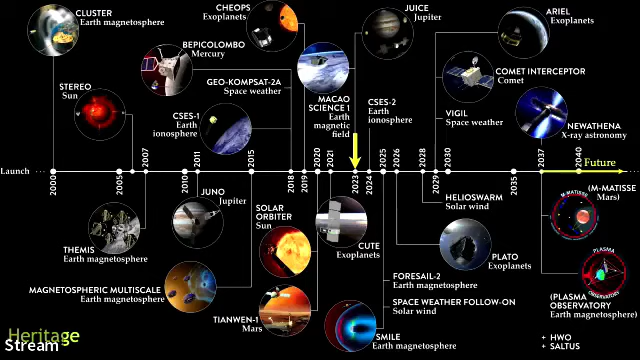 CLUSTER
Earth magnetosphere
CHEOPS
Exoplanets
JUICE
Jupiter
ARIEL
Exoplanets
BEPICOLOMBO
Mercury
STEREO
Sun
GEO-KOMPSAT-2A
Space weather
MACAO
SCIENCE 1
Earth
magnetic
field
CSES-1
Earth
ionosphere
CSES-2
Earth
ionosphere
COMET INTERCEPTOR
Comet
VIGIL
Space weather
NEWATHENA
X-ray astronomy
Launch
Future
2000
2005
2007
2010
2011
2015
2018
2019
2020
2021
2023
2024
2025
2026
2028
2029
2030
2035
2037
2040
THEMIS
Earth magnetosphere
JUNO
Jupiter
SOLAR
ORBITER
Sun
CUTE
Exoplanets
HELIOSWARM
Solar wind
PLATO
Exoplanets
M-MATISSE
(M-MATISSE
Mars)
MAGNETOSPHERIC MULTISCALE
Earth magnetosphere
TIANWEN-1
Mars
FORESAIL-2
Earth magnetosphere
SPACE WEATHER FOLLOW-ON
Solar wind
SMILE
Earth magnetosphere
PLASMA
OBSERVATORY
(PLASMA
OBSERVATORY
Earth magnetosphere)
+ HWO
+ SALTUS
Heritage
Stream